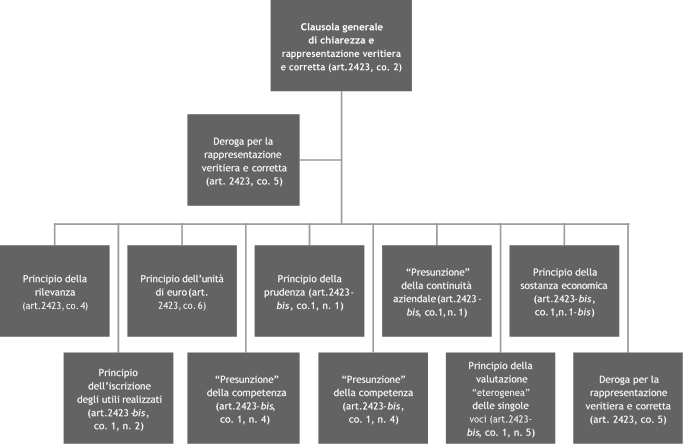 Clausola generale
di chiarezza e
rappresentazione veritiera
e corretta (art.2423, co. 2)
Deroga per la
rappresentazione
veritiera e corretta
(art. 2423, co. 5)
Principio della
rilevanza
(art.2423, co. 4)
Principio dell'unità
di euro(art.
2423, co. 6)
Principio della
prudenza (art.2423-
bis, co.1, n. 1)
"Presunzione"
della continuità
aziendale(art.2423-
bis, co.1, n. 1)
Principio della
sostanza economica
(art.2423-bis,
co.1,n.1-bis)
Principio
dell'iscrizione
degli utili realizzati
(art.2423-bis,
co. 1, n. 2)
"Presunzione"
della competenza
(art.2423-bis,
co. 1, n. 4)
"Presunzione"
della competenza
(art.2423-bis,
co. 1, n. 4)
Principio della
valutazione
"eterogenea"
delle singole
voci (art.2423-
bis, co. 1, n. 5)
Deroga per la
rappresentazione
veritiera e corretta
(art. 2423, co. 5)